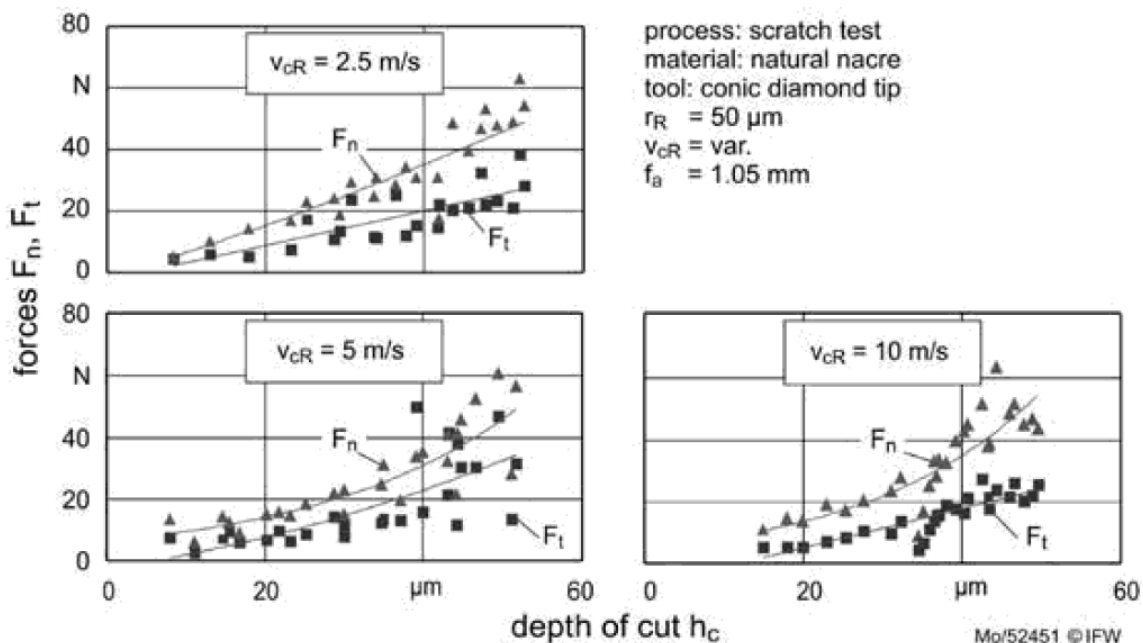 80
N
40
20
0
v_cR = 2.5 m/s
F_n
F_t
process: scratch test
material: natural nacre
tool: conic diamond tip
r_R = 50 µm
v_cR = var.
f_a = 1.05 mm
forces F_n, F_t
80
N
40
20
0
v_cR = 5 m/s
F_n
F_t
v_cR = 10 m/s
F_n
F_t
0 20 µm 60
0 20 µm 60
depth of cut h_c
Mo/52451 ©IFW